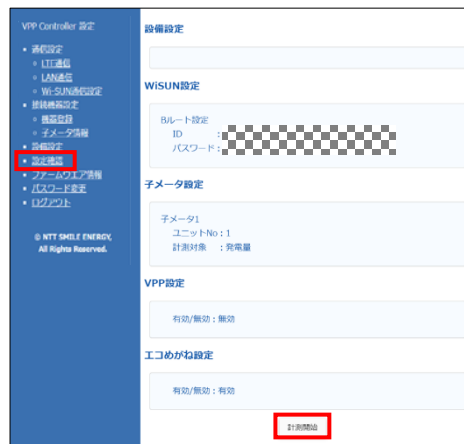 VPP Controller 設定
通信設定
LTE通信
LAN通信
Wi-SUN通信設定
接続機器設定
機器登録
子メータ情報
設備設定
設定確認
ファームウエア情報
パスワード変更
ログアウト
© NTT SMILE ENERGY,
All Rights Reserved.
設備設定
WiSUN設定
Bルート設定
ID :
パスワード :
子メータ設定
子メータ1
ユニットNo : 1
計測対象 : 発電量
VPP設定
有効/無効 : 無効
エコめがね設定
有効/無効 : 有効
計測開始